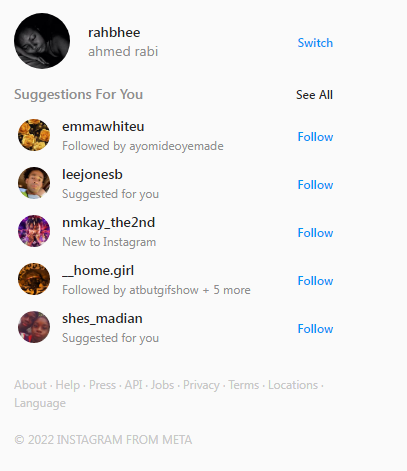 rahbhee
ahmed rabi
Switch
Suggestions For You
See All
emmawhiteu
Followed by ayomideoyemade
Follow
leejonesb
Suggested for you
Follow
nmkay_the2nd
New to Instagram
Follow
__home.girl
Followed by atbutgifshow + 5 more
Follow
shes_madian
Suggested for you
Follow
About · Help · Press · API · Jobs · Privacy · Terms · Locations ·
Language
© 2022 INSTAGRAM FROM META